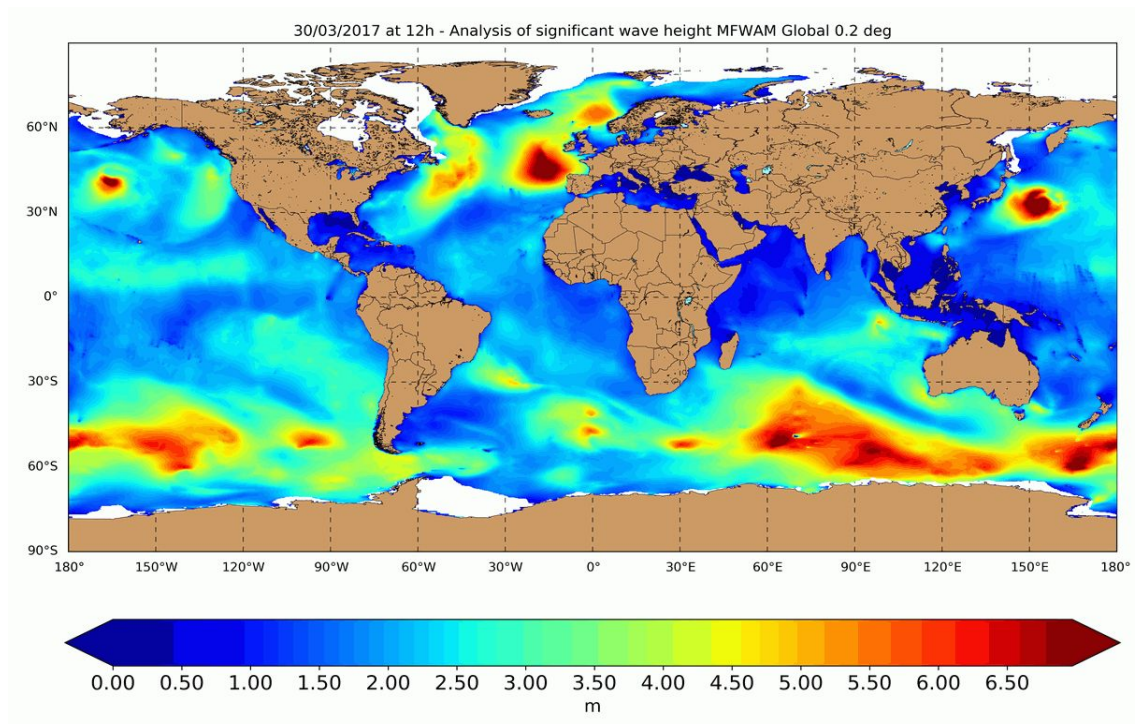 30/03/2017 at 12h - Analysis of significant wave height MFWAM Global 0.2 deg
60°N
30°N
0°
30°S
60°S
90°S
180° 150°W 120°W 90°W 60°W 30°W 0° 30°E 60°E 90°E 120°E 150°E 180°
0.00 0.50 1.00 1.50 2.00 2.50 3.00 3.50 4.00 4.50 5.00 5.50 6.00 6.50
m